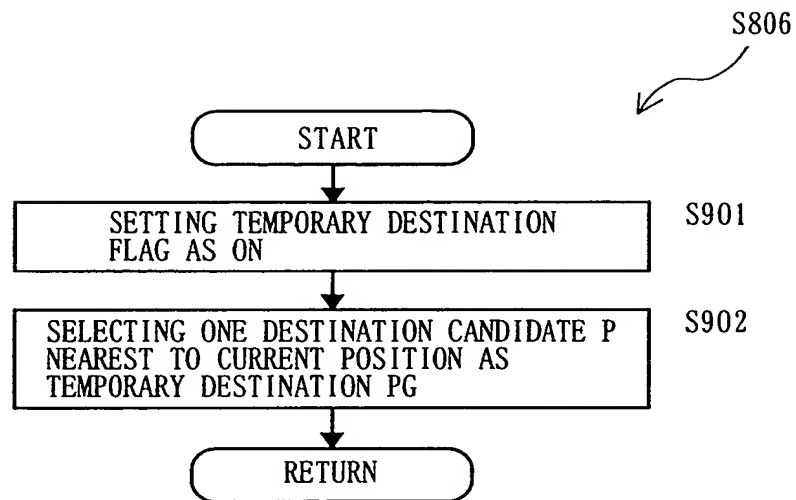 S806
START
SETTING TEMPORARY DESTINATION
FLAG AS ON
S901
SELECTING ONE DESTINATION CANDIDATE P
NEAREST TO CURRENT POSITION AS
TEMPORARY DESTINATION PG
S902
RETURN